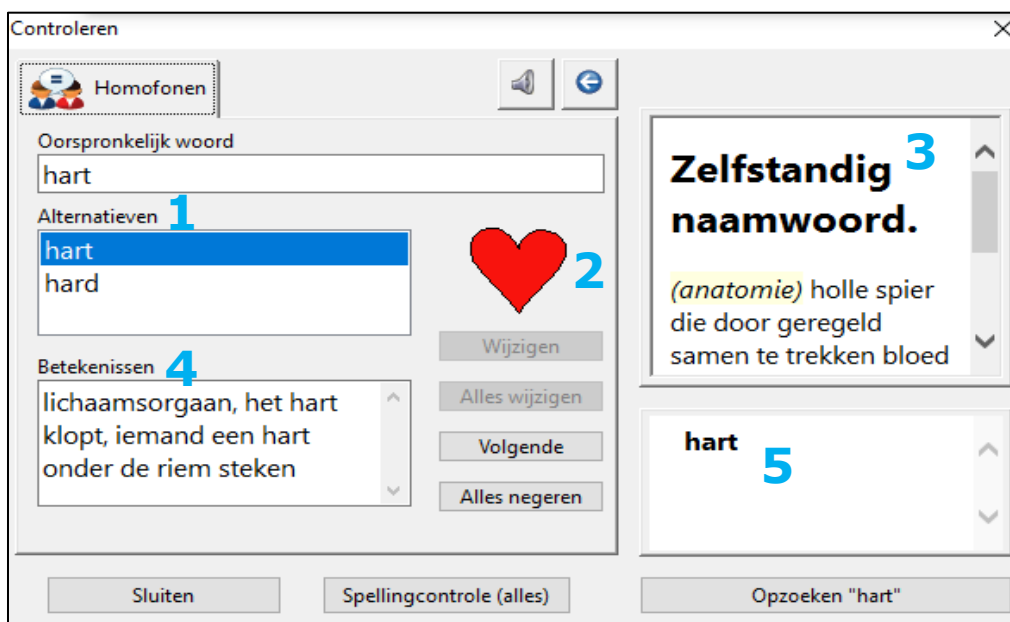 Controleren
Homofonen
Oorspronkelijk woord
hart
Alternatieven 1
hart
hard
2
Wijzigen
Alles wijzigen
Volgende
Alles negeren
Betekenissen 4
lichaamsorgaan, het hart
klopt, iemand een hart
onder de riem steken
Zelfstandig 3
naamwoord.
(anatomie) holle spier
die door geregeld
samen te trekken bloed
hart
5
Sluiten
Spellingcontrole (alles)
Opzoeken "hart"